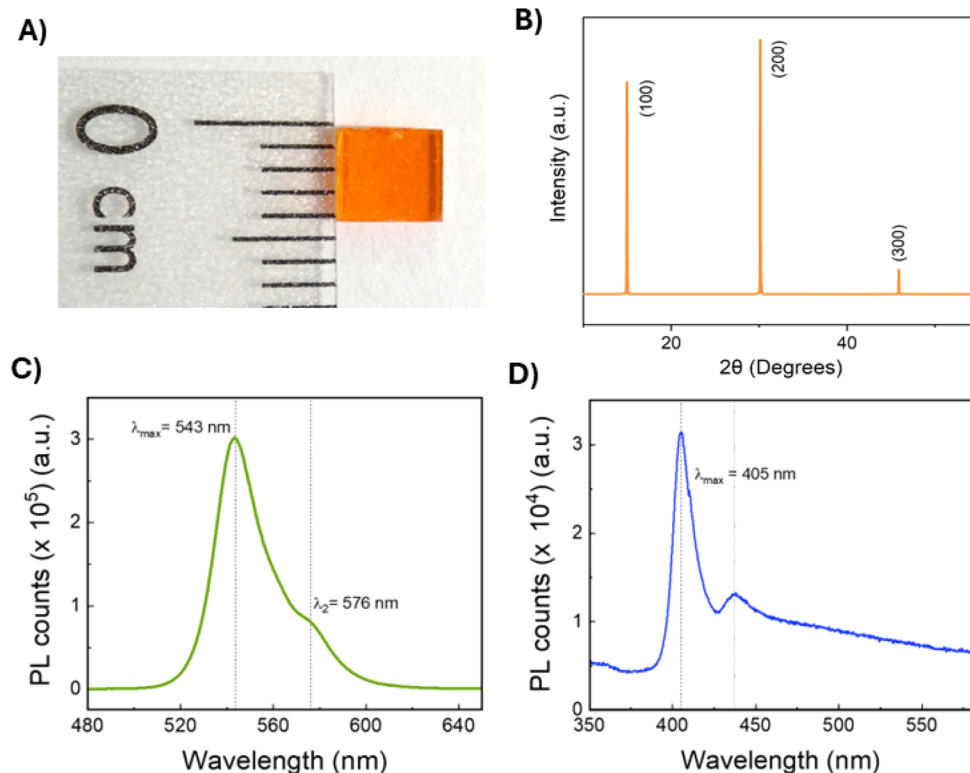 A)
0 cm
B)
Intensity (a.u.)
(100)
(200)
(300)
20
40
2θ (Degrees)
C)
PL counts (x 10⁵) (a.u.)
3
2
1
0
λmax= 543 nm
λ2= 576 nm
480
520
560
600
640
Wavelength (nm)
D)
PL counts (x 10⁴) (a.u.)
3
2
1
0
λmax = 405 nm
350
400
450
500
550
Wavelength (nm)